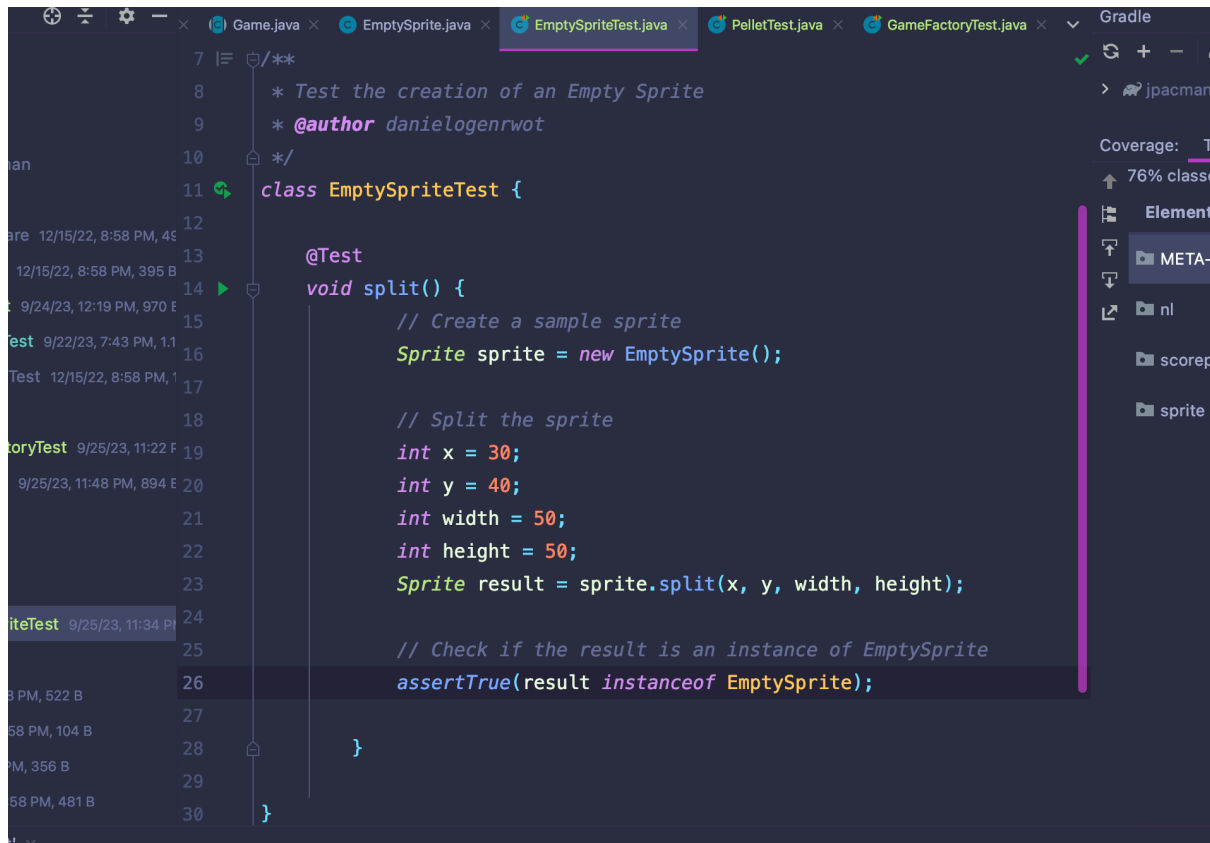 Game.java EmptySprite.java EmptySpriteTest.java PelletTest.java GameFactoryTest.java
Gradle
jpacman
Coverage:
76%
Element
META-
nl
sprite
12/15/22, 8:58 PM,
12/15/22, 8:58 PM, 395 B
9/24/23, 12:19 PM, 970
9/22/23, 7:43 PM, 1.1
Test 12/15/22, 8:58 PM,
toryTest 9/25/23, 11:22
9/25/23, 11:48 PM, 894
iteTest 9/25/23, 11:34
PM, 522 B
58 PM, 104 B
PM, 356 B
58 PM, 481 B
7 /**
8 * Test the creation of an Empty Sprite
9 * @author danielogenrwot
10 */
11 class EmptySpriteTest {
12
13 @Test
14 void split() {
15 // Create a sample sprite
16 Sprite sprite = new EmptySprite();
17
18 // Split the sprite
19 int x = 30;
20 int y = 40;
21 int width = 50;
22 int height = 50;
23 Sprite result = sprite.split(x, y, width, height);
24
25 // Check if the result is an instance of EmptySprite
26 assertTrue(result instanceof EmptySprite);
27
28 }
29
30 }